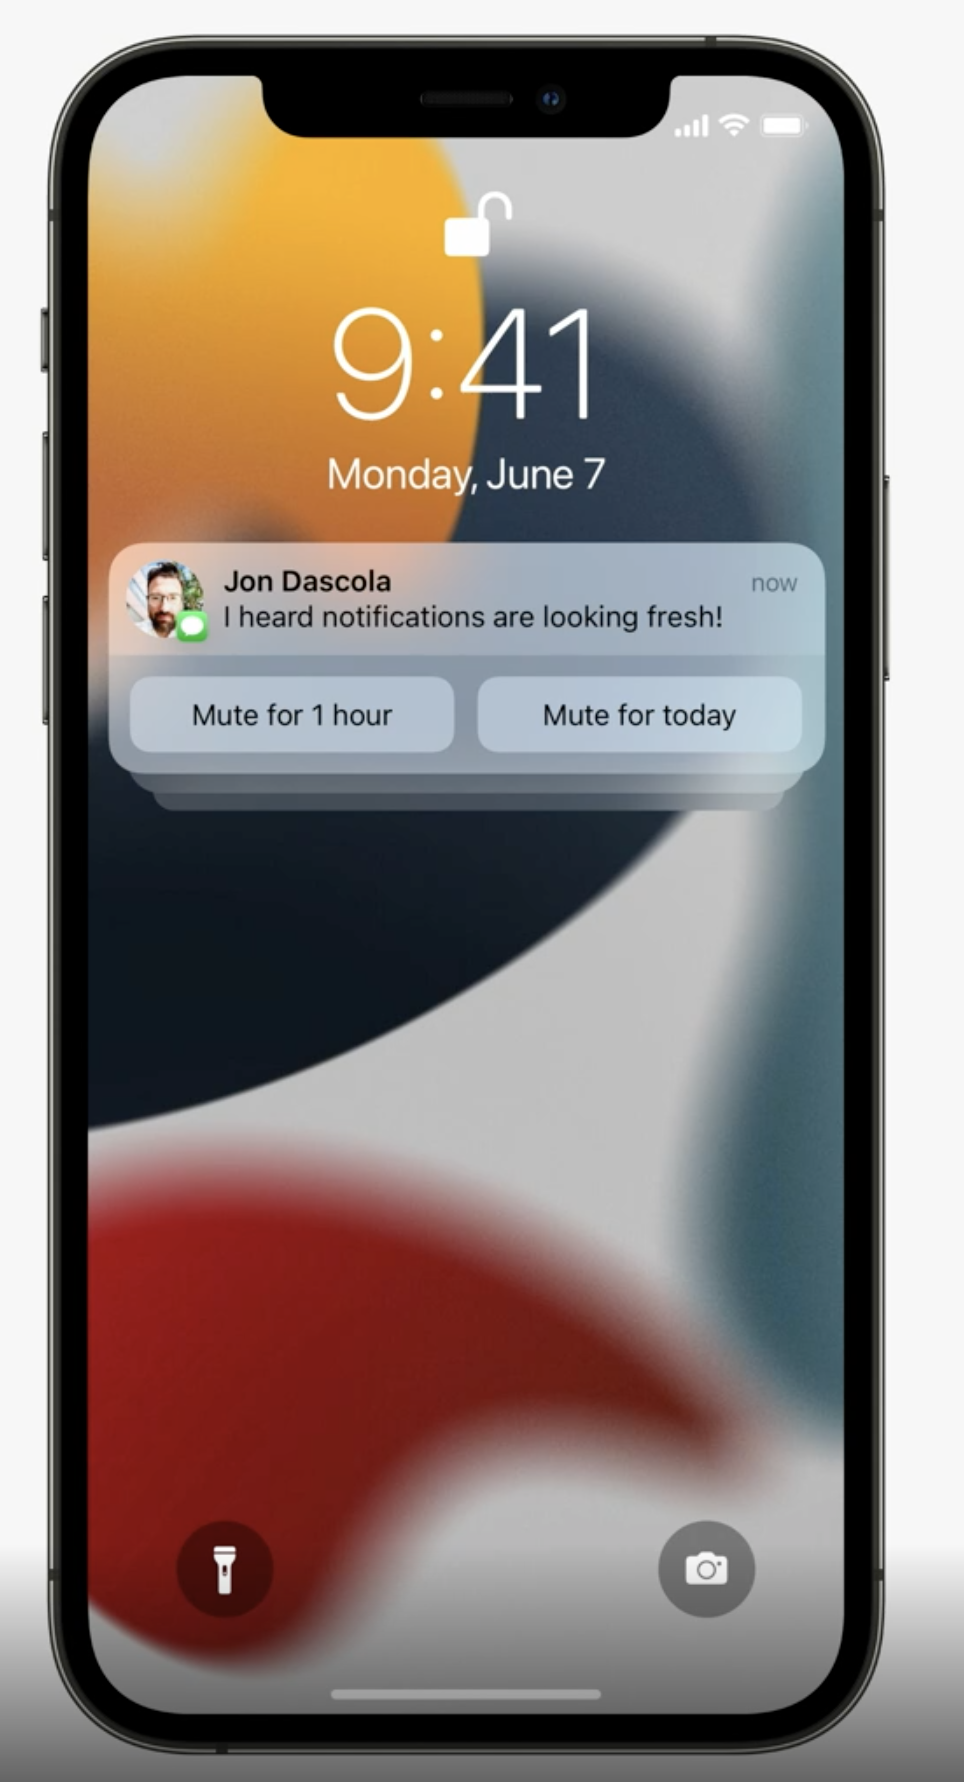 9:41
Monday, June 7
Jon Dascola
now
I heard notifications are looking fresh!
Mute for 1 hour
Mute for today